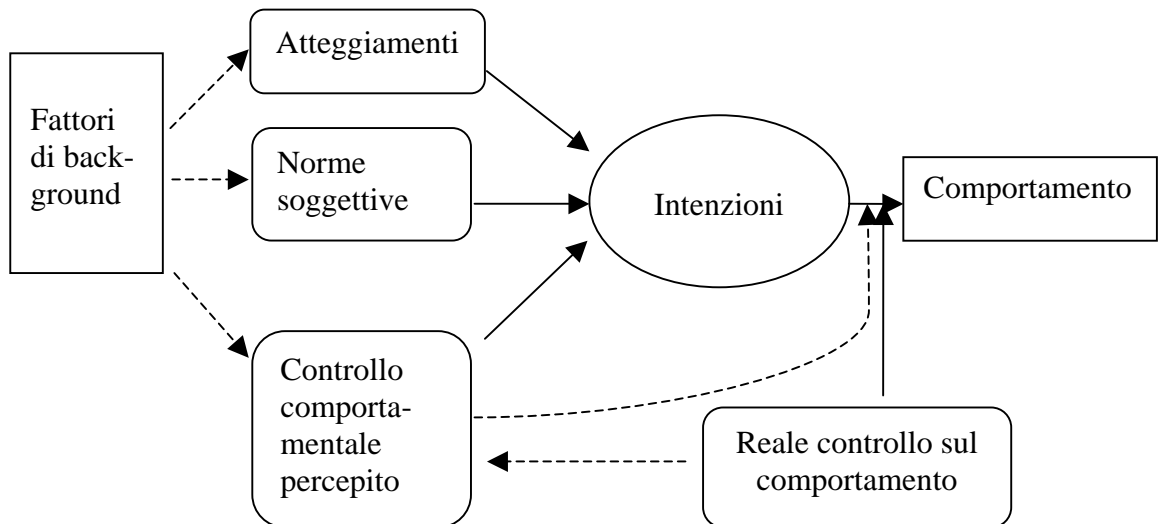 Atteggiamenti
Fattori
di back-
ground
Norme
soggettive
Intenzioni
Comportamento
Controllo
comporta-
mentale
percepito
Reale controllo sul
comportamento